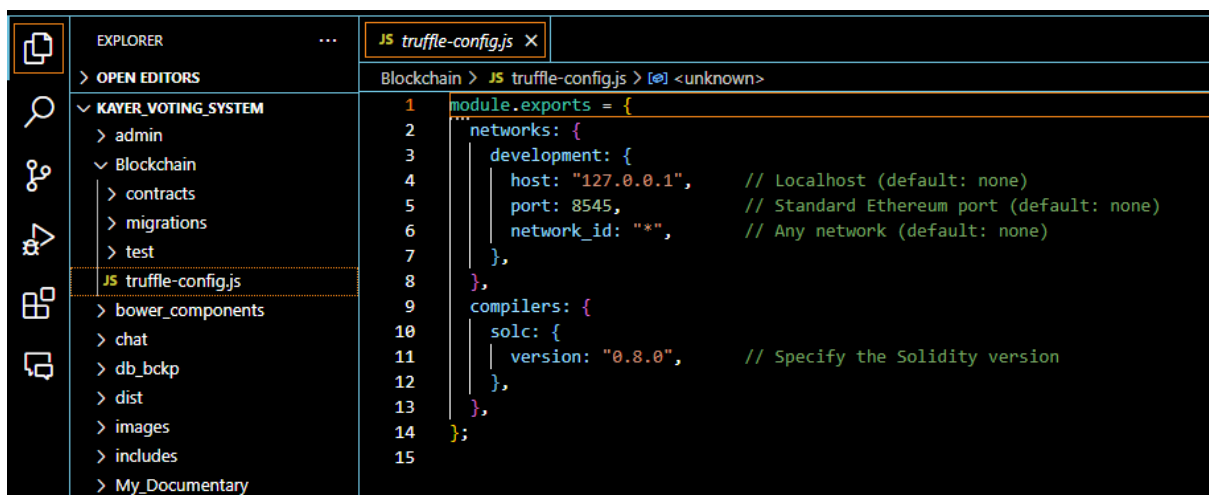 EXPLORER ...
> OPEN EDITORS
KAYER_VOTING_SYSTEM
> admin
Blockchain
> contracts
> migrations
> test
JS truffle-config.js
> bower_components
> chat
> db_bckp
> dist
> images
> includes
> My_Documentary
JS truffle-config.js ×
Blockchain > JS truffle-config.js > <unknown>
1 module.exports = {
2   networks: {
3     development: {
4       host: "127.0.0.1",     // Localhost (default: none)
5       port: 8545,            // Standard Ethereum port (default: none)
6       network_id: "*",       // Any network (default: none)
7     },
8   },
9   compilers: {
10     solc: {
11       version: "0.8.0",      // Specify the Solidity version
12     },
13   },
14 };
15